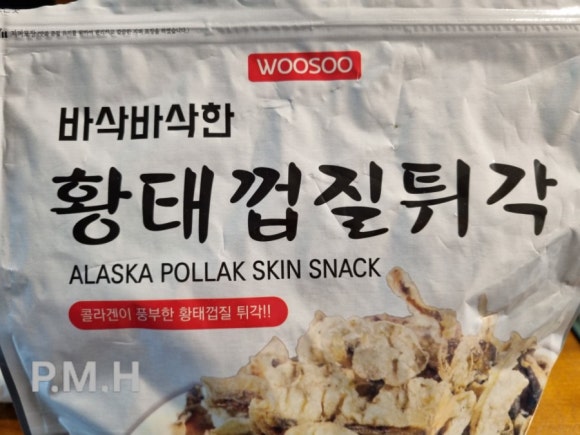 WOOSOO
바삭바삭한
황태껍질튀각
ALASKA POLLAK SKIN SNACK
콜라겐이 풍부한 황태껍질 튀각!!
P.M.H